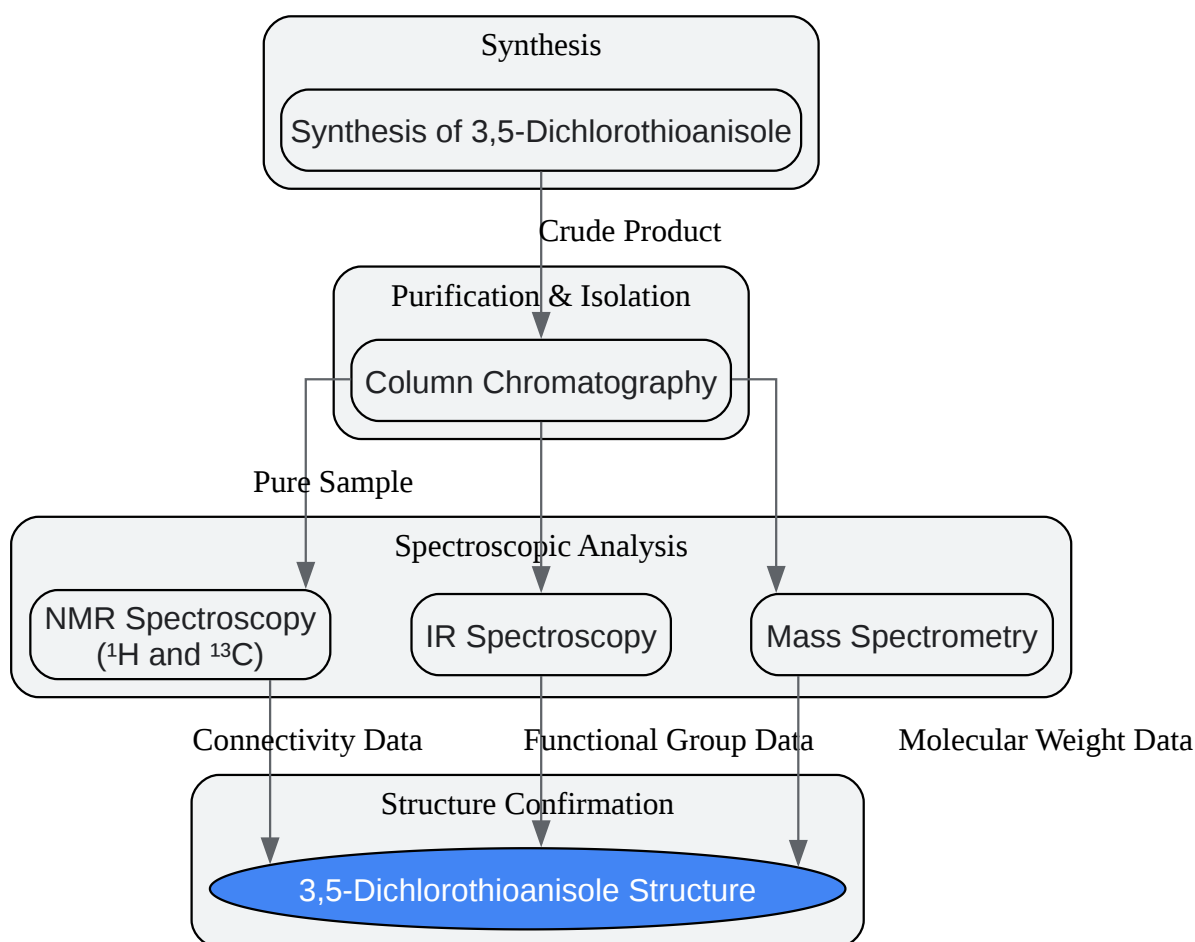 Synthesis
Synthesis of 3,5-Dichlorothioanisole
Crude Product
Purification & Isolation
Column Chromatography
Pure Sample
Spectroscopic Analysis
NMR Spectroscopy
(¹H and ¹³C)
IR Spectroscopy
Mass Spectrometry
Connectivity Data
Functional Group Data
Molecular Weight Data
Structure Confirmation
3,5-Dichlorothioanisole Structure